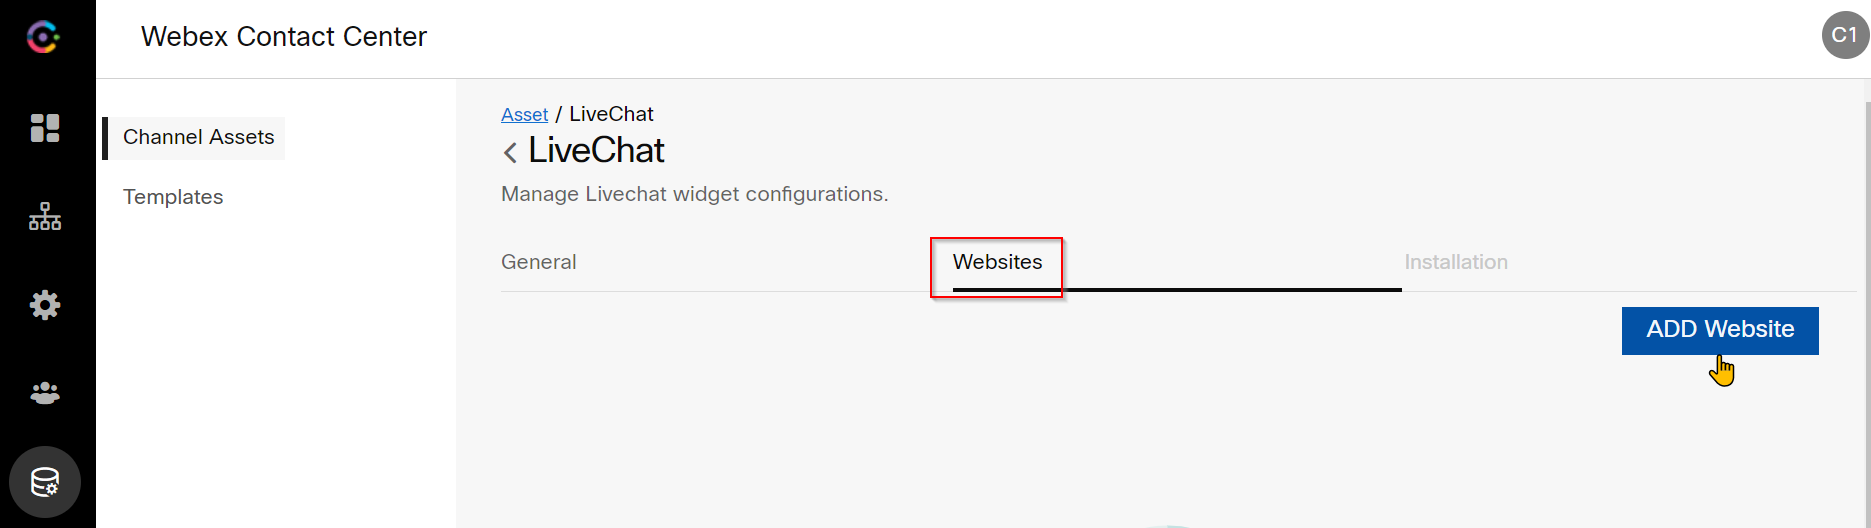 Webex Contact Center
C1
Channel Assets
Templates
Asset / LiveChat
LiveChat
Manage Livechat widget configurations.
General
Websites
Installation
ADD Website